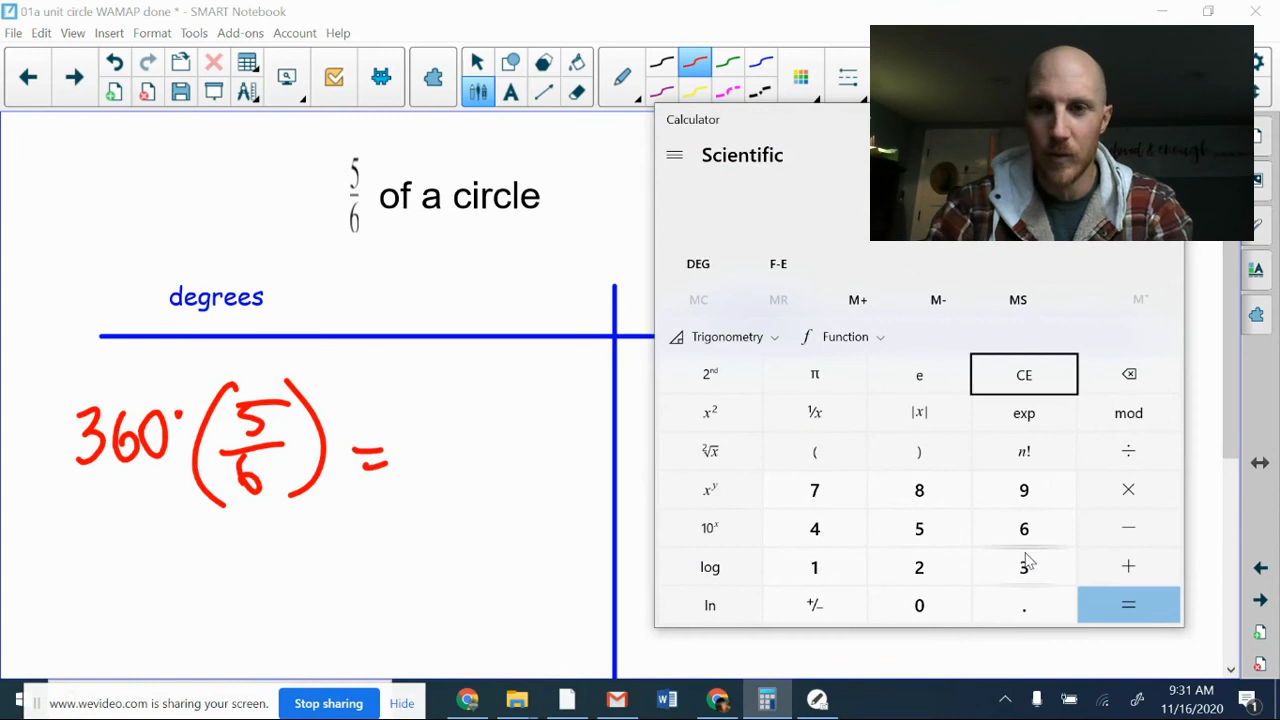 01a unit circle WAMAP done * - SMART Notebook
File Edit View Insert Format Tools Add-ons Account Help
5/6 of a circle
degrees
360° (5/6) =
Calculator
Scientific
DEG F-E
MC MR M+ M- MS M˅
Trigonometry f Function
2ⁿᵈ π e CE
x² ¹/x |x| exp mod
²√x ( ) n! ÷
xʸ 7 8 9 ×
10ˣ 4 5 6 −
log 1 2 3 +
ln +/− 0 . =
& enough
www.wevideo.com is sharing your screen. Stop sharing Hide
9:31 AM
11/16/2020
1